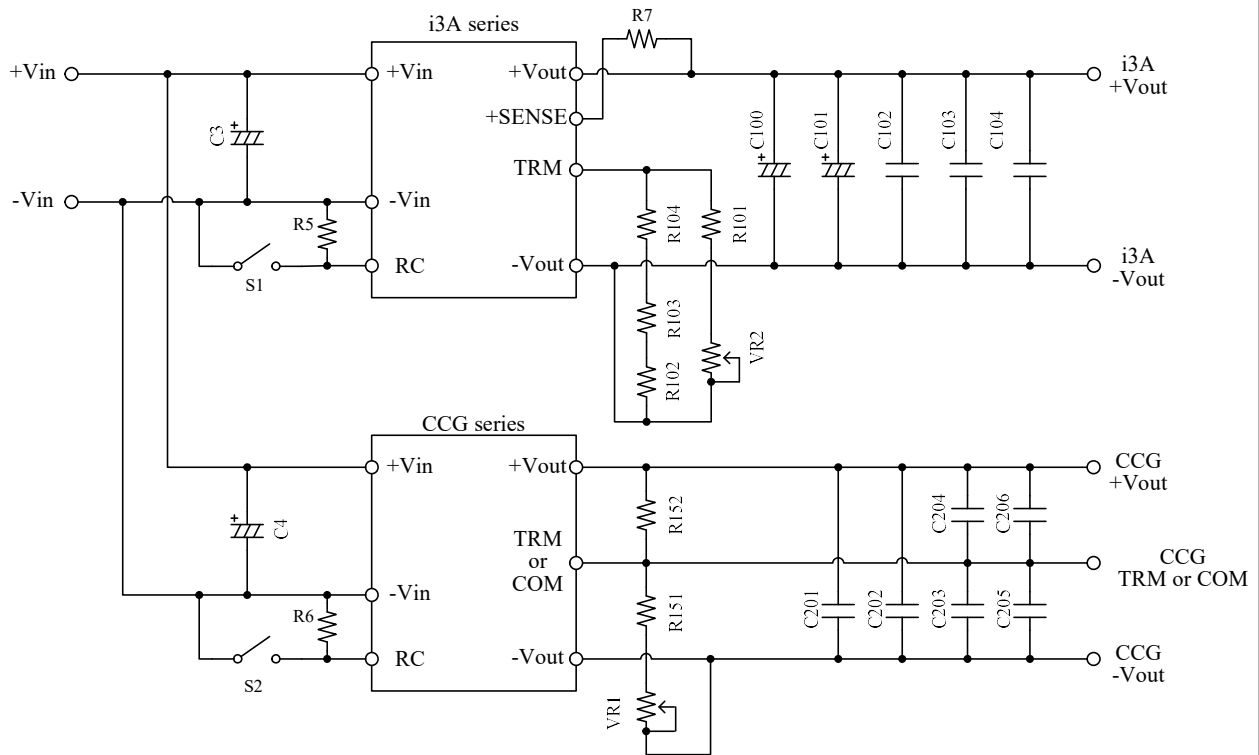 i3A series
R7
+Vin
+Vin
+Vout
i3A
+Vout
C3
+
+SENSE
C100
+
C101
+
C102
C103
C104
TRM
-Vin
-Vin
R5
R104
R101
S1
RC
-Vout
i3A
-Vout
R103
VR2
R102
CCG series
+Vin
+Vout
CCG
+Vout
C4
+
R152
C204
C206
TRM
or
COM
CCG
TRM or COM
-Vin
R6
R151
C201
C202
C203
C205
S2
RC
-Vout
CCG
-Vout
VR1